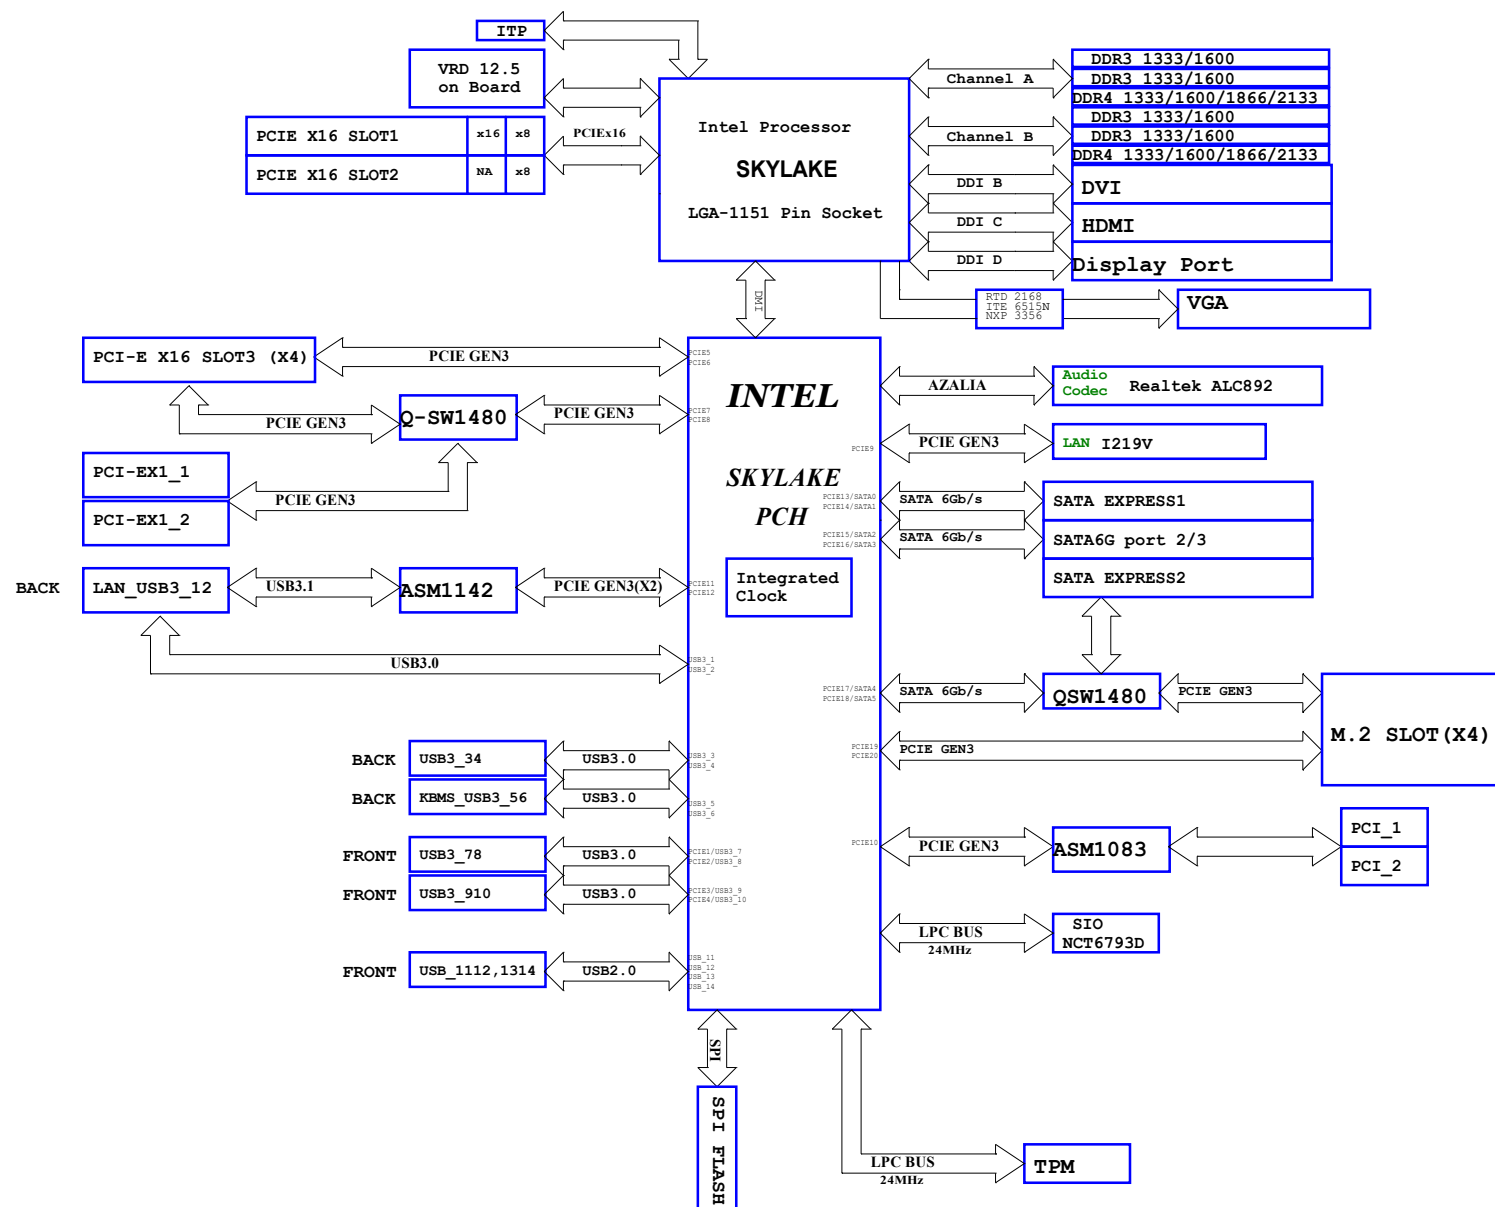 ITP
VRD 12.5
on Board
PCIE X16 SLOT1 x16 x8
PCIE X16 SLOT2 NA x8
PCIEx16
Intel Processor
SKYLAKE
LGA-1151 Pin Socket
Channel A
DDR3 1333/1600
DDR3 1333/1600
DDR4 1333/1600/1866/2133
Channel B
DDR3 1333/1600
DDR3 1333/1600
DDR4 1333/1600/1866/2133
DDI B
DVI
DDI C
HDMI
DDI D
Display Port
RTD 2168
ITE 6515N
NXP 3356
VGA
DMI
PCI-E X16 SLOT3 (X4)
PCIE GEN3
PCIE5
PCIE6
PCIE GEN3
Q-SW1480
PCIE GEN3
PCIE7
PCIE8
PCI-EX1_1
PCI-EX1_2
PCIE GEN3
BACK
LAN_USB3_12
USB3.1
ASM1142
PCIE GEN3(X2)
PCIE11
PCIE12
USB3.0
USB3_1
USB3_2
BACK
USB3_34
USB3.0
USB3_3
USB3_4
BACK
KBMS_USB3_56
USB3.0
USB3_5
USB3_6
FRONT
USB3_78
USB3.0
PCIE1/USB3_7
PCIE2/USB3_8
FRONT
USB3_910
USB3.0
PCIE3/USB3_9
PCIE4/USB3_10
FRONT
USB_1112,1314
USB2.0
USB_11
USB_12
USB_13
USB_14
INTEL
SKYLAKE
PCH
Integrated
Clock
AZALIA
Audio
Codec
Realtek ALC892
PCIE9
PCIE GEN3
LAN I219V
PCIE13/SATA0
PCIE14/SATA1
SATA 6Gb/s
SATA EXPRESS1
PCIE15/SATA2
PCIE16/SATA3
SATA 6Gb/s
SATA6G port 2/3
SATA EXPRESS2
PCIE17/SATA4
PCIE18/SATA5
SATA 6Gb/s
QSW1480
PCIE GEN3
M.2 SLOT(X4)
PCIE19
PCIE20
PCIE GEN3
PCIE10
PCIE GEN3
ASM1083
PCI_1
PCI_2
LPC BUS
24MHz
SIO
NCT6793D
SPI
SPI FLASH
LPC BUS
24MHz
TPM